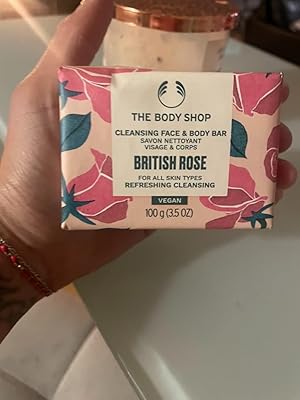 THE BODY SHOP
CLEANSING FACE & BODY BAR
SAVON NETTOYANT
VISAGE & CORPS
BRITISH ROSE
FOR ALL SKIN TYPES
REFRESHING CLEANSING
VEGAN
100 g (3.5 OZ)